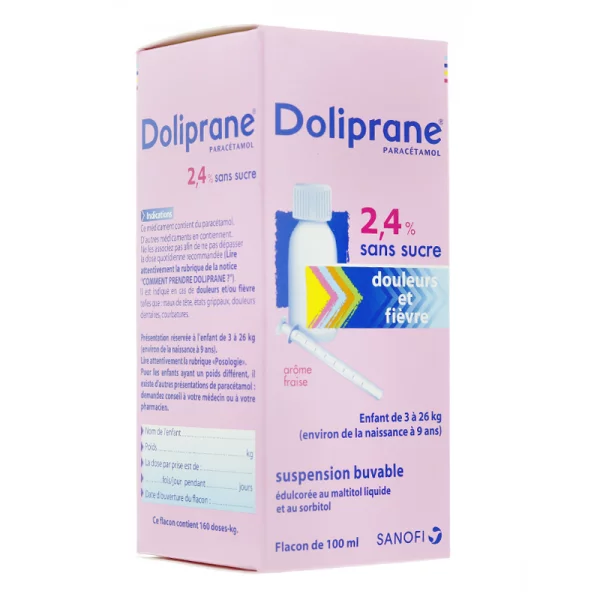 Doliprane®
PARACÉTAMOL
2,4% sans sucre
Indications
Ce médicament contient du paracétamol.
D'autres médicaments en contiennent.
Ne les associez pas afin de ne pas dépasser
la dose quotidienne recommandée (Lire
attentivement la rubrique de la notice
"COMMENT PRENDRE DOLIPRANE ?").
Il est indiqué en cas de douleurs et/ou fièvre
telles que : maux de tête, états grippaux, douleurs
dentaires, courbatures.
Présentation réservée à l'enfant de 3 à 26 kg
(environ de la naissance à 9 ans).
Lire attentivement la rubrique «Posologie».
Pour les enfants ayant un poids différent, il
existe d'autres présentations de paracétamol :
demandez conseil à votre médecin ou à votre
pharmacien.
Nom de l'enfant
Poids kg
La dose par prise est de :
fois/jour pendant jours
Date d'ouverture du flacon :
Ce flacon contient 160 doses-kg.
Doliprane®
PARACÉTAMOL
2,4%
sans sucre
douleurs
et
fièvre
arôme
fraise
Enfant de 3 à 26 kg
(environ de la naissance à 9 ans)
suspension buvable
édulcorée au maltitol liquide
et au sorbitol
Flacon de 100 ml
SANOFI